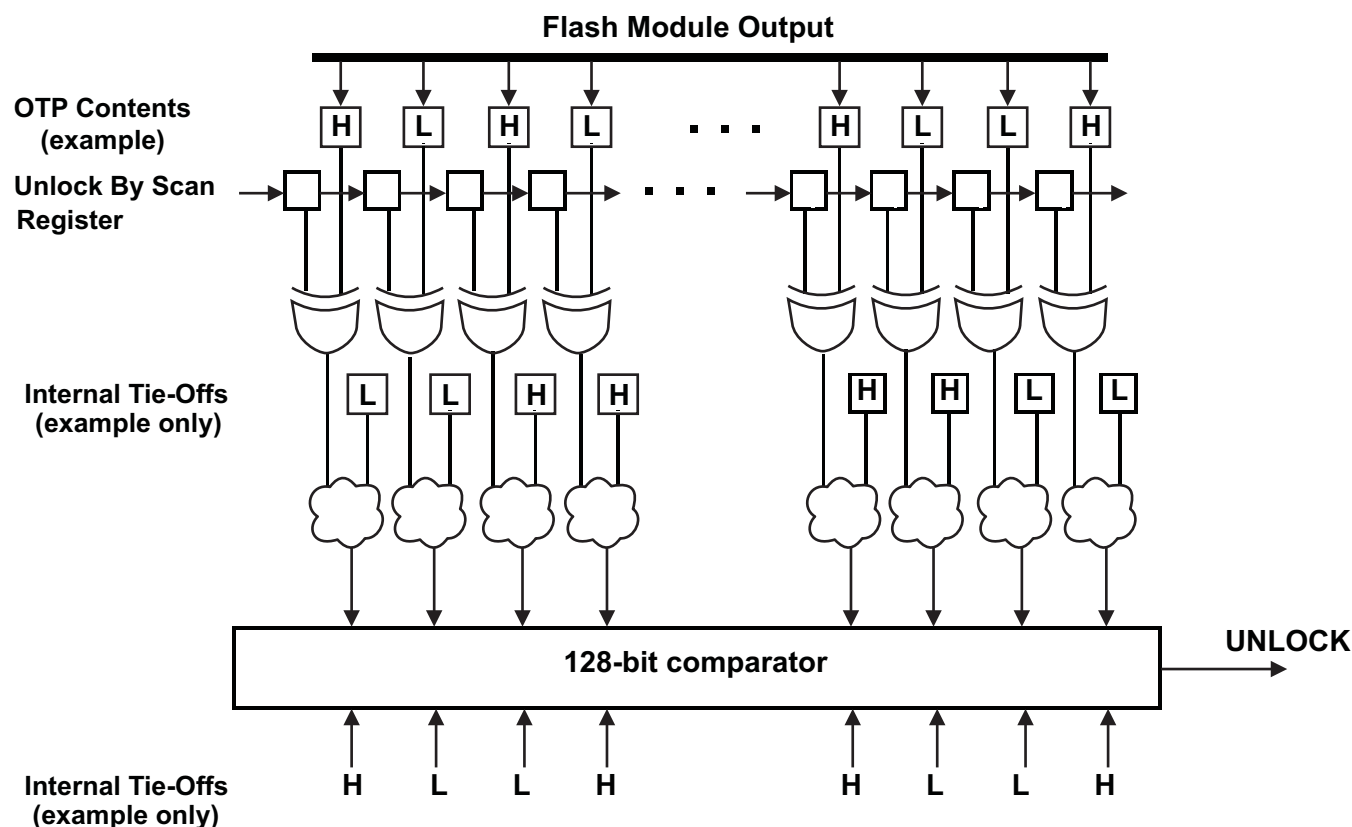 Flash Module Output
OTP Contents
(example)
H L H L . . . H L L H
Unlock By Scan
Register
. . .
Internal Tie-Offs
(example only)
L L H H H H L L
128-bit comparator
UNLOCK
Internal Tie-Offs
(example only)
H L L H H L L H